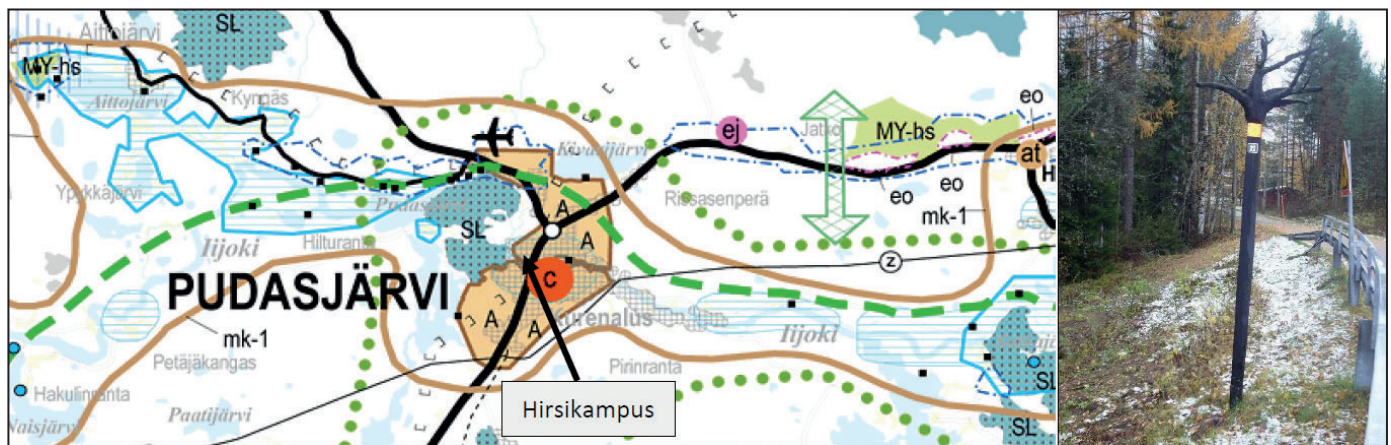 Aittojärvi
SL
MY-hs
Aittojärvi
Kyngäs
ej
Jatko
MY-hs
eo
at
H
Kivarijärvi
Ypykkäjärvi
Pudasjärvi
A
Rissasenperä
eo
eo
mk-1
Iijoki
Hilturanta
SL
A
z
PUDASJÄRVI
c
mk-1
A
A
Kurenalus
Iijoki
Petäjäkangas
Pirinranta
SL
Hakulinranta
Hirsikampus
Naisjärvi
Paatijärvi
SL